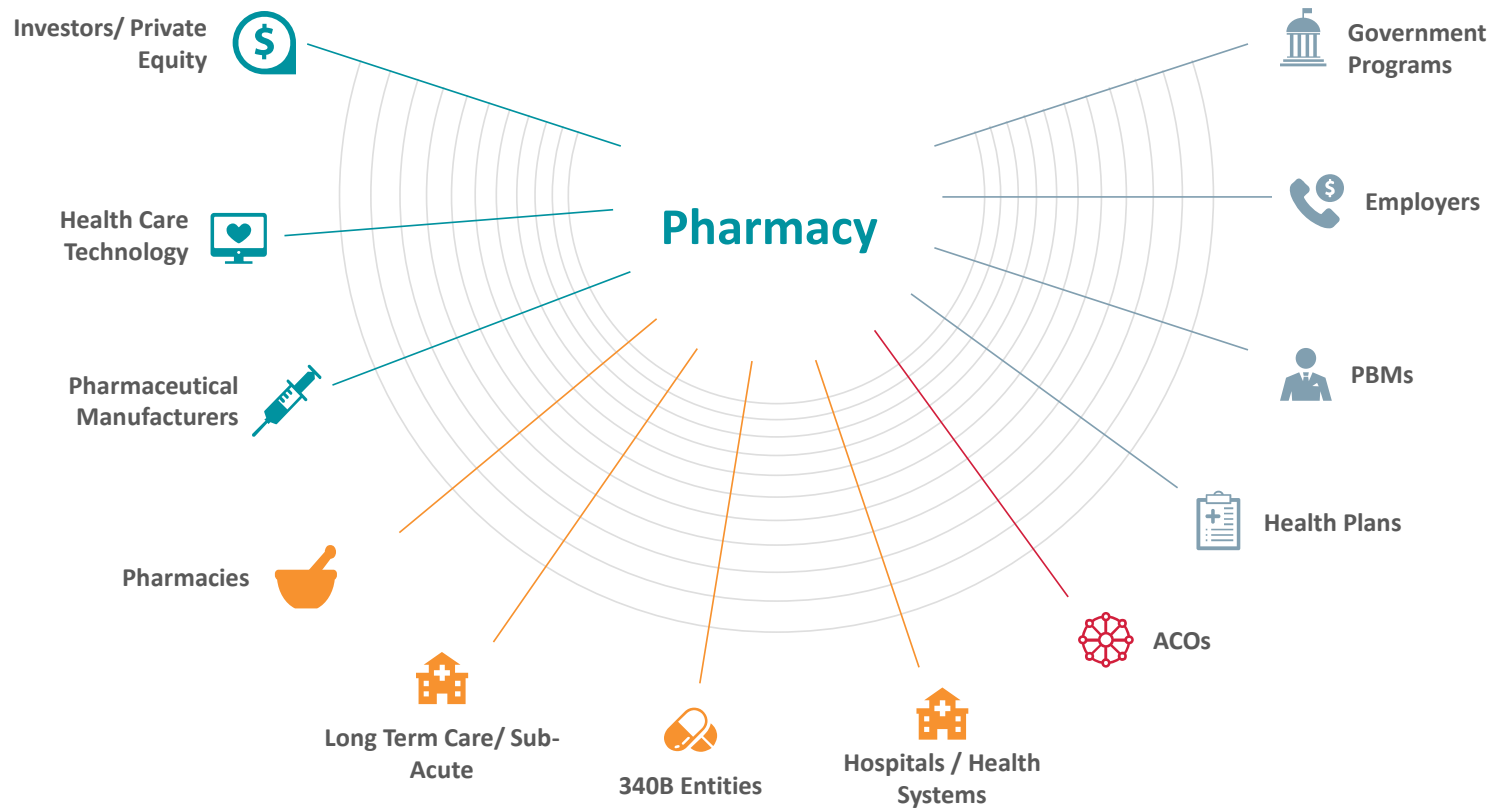 Investors/ Private
Equity
$
Government
Programs
Health Care
Technology
Pharmacy
$
Employers
Pharmaceutical
Manufacturers
PBMs
Health Plans
Pharmacies
ACOs
Long Term Care/ Sub-
Acute
340B Entities
Hospitals / Health
Systems